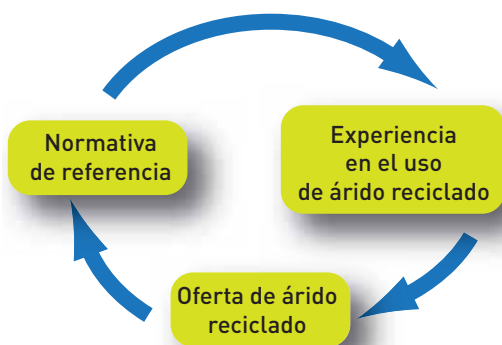 Normativa
de referencia
Experiencia
en el uso
de árido reciclado
Oferta de árido
reciclado